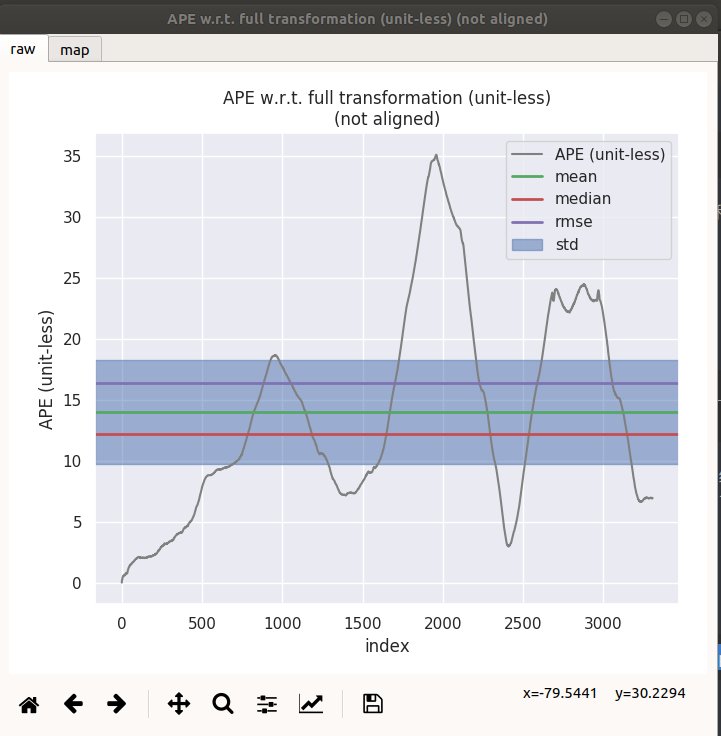 APE w.r.t. full transformation (unit-less) (not aligned)
raw
map
APE w.r.t. full transformation (unit-less)
(not aligned)
APE (unit-less)
mean
median
rmse
std
35
30
25
20
15
10
5
0
APE (unit-less)
0 500 1000 1500 2000 2500 3000
index
x=-79.5441 y=30.2294